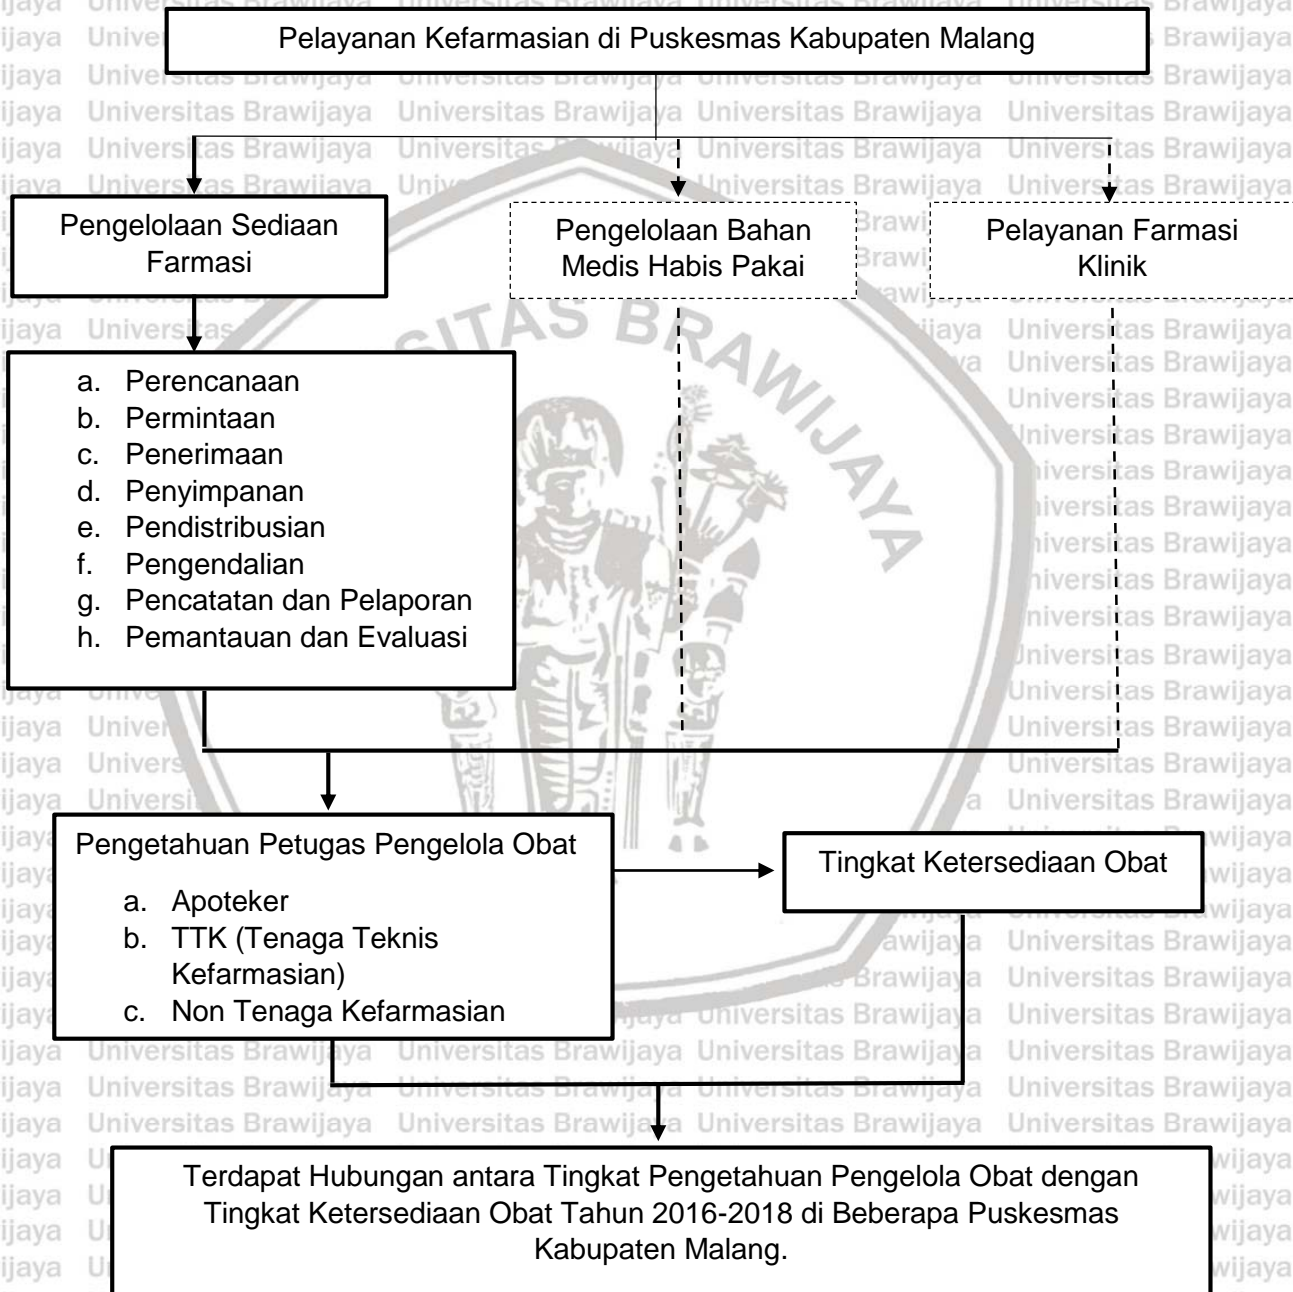 Pelayanan Kefarmasian di Puskesmas Kabupaten Malang
Pengelolaan Sediaan
Farmasi
Pengelolaan Bahan
Medis Habis Pakai
Pelayanan Farmasi
Klinik
a. Perencanaan
b. Permintaan
c. Penerimaan
d. Penyimpanan
e. Pendistribusian
f. Pengendalian
g. Pencatatan dan Pelaporan
h. Pemantauan dan Evaluasi
Pengetahuan Petugas Pengelola Obat
a. Apoteker
b. TTK (Tenaga Teknis
Kefarmasian)
c. Non Tenaga Kefarmasian
Tingkat Ketersediaan Obat
Terdapat Hubungan antara Tingkat Pengetahuan Pengelola Obat dengan
Tingkat Ketersediaan Obat Tahun 2016-2018 di Beberapa Puskesmas
Kabupaten Malang.